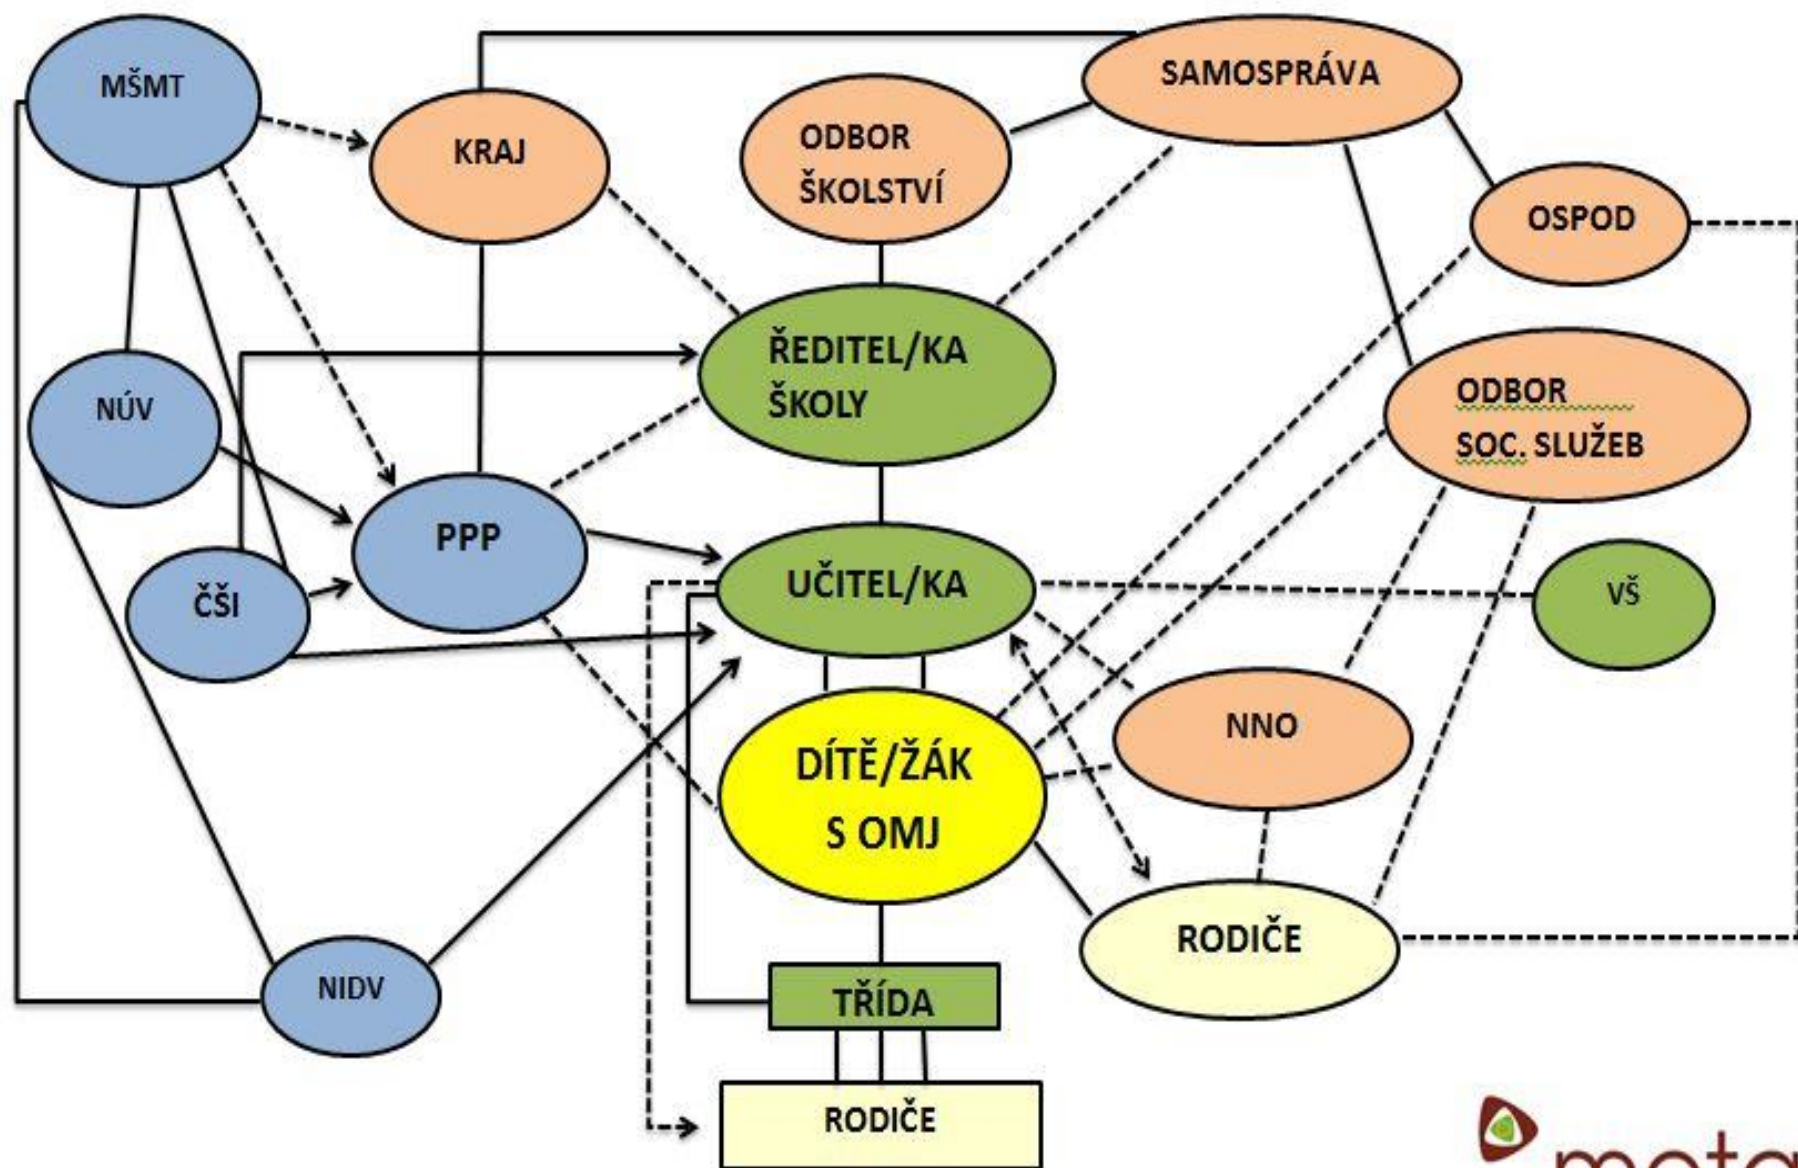 MŠMT
SAMOSPRÁVA
KRAJ
ODBOR
ŠKOLSTVÍ
OSPOD
ŘEDITEL/KA
ŠKOLY
NÚV
ODBOR
SOC. SLUŽEB
PPP
UČITEL/KA
ČŠI
VŠ
NNO
DÍTĚ/ŽÁK
S OMJ
RODIČE
NIDV
TŘÍDA
RODIČE